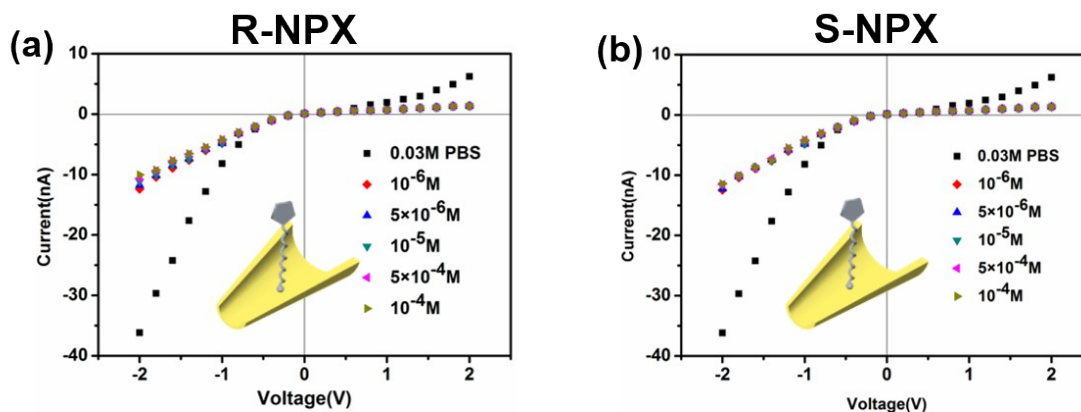 R-NPX
(a)
10
0
-10
-20
-30
-40
Current(nA)
0.03M PBS
10⁻⁶M
5×10⁻⁶M
10⁻⁵M
5×10⁻⁴M
10⁻⁴M
-2
-1
0
1
2
Voltage(V)
S-NPX
(b)
10
0
-10
-20
-30
-40
Current(nA)
0.03M PBS
10⁻⁶M
5×10⁻⁶M
10⁻⁵M
5×10⁻⁴M
10⁻⁴M
-2
-1
0
1
2
Voltage(V)